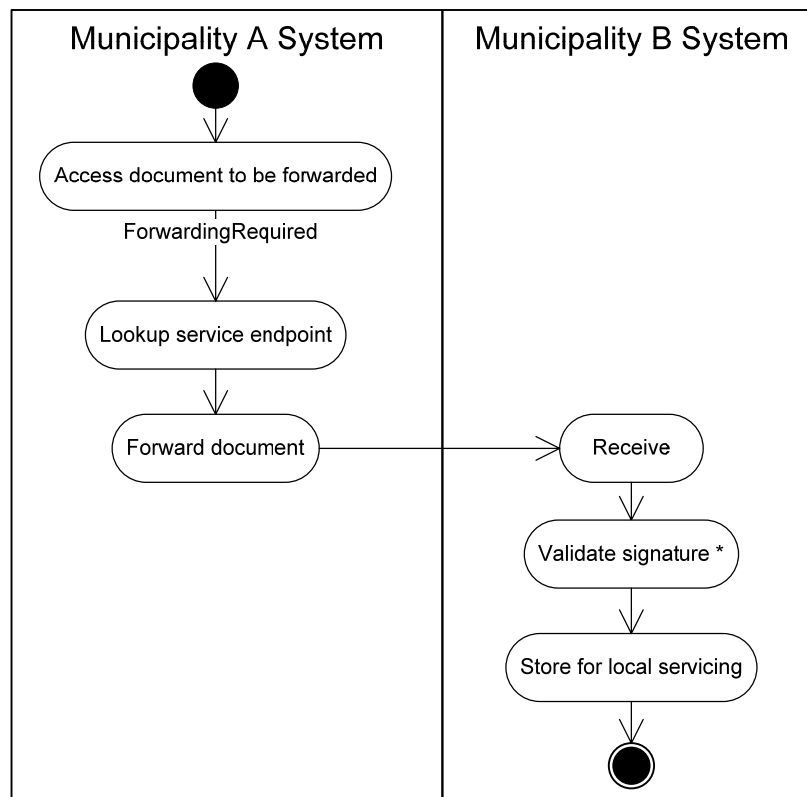 Municipality A System
Municipality B System
Access document to be forwarded
ForwardingRequired
Lookup service endpoint
Forward document
Receive
Validate signature *
Store for local servicing